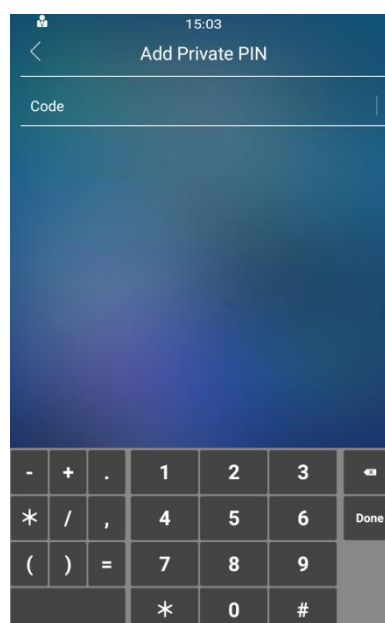 15:03
Add Private PIN
Code
- + . 1 2 3
* / , 4 5 6 Done
( ) = 7 8 9
* 0 #